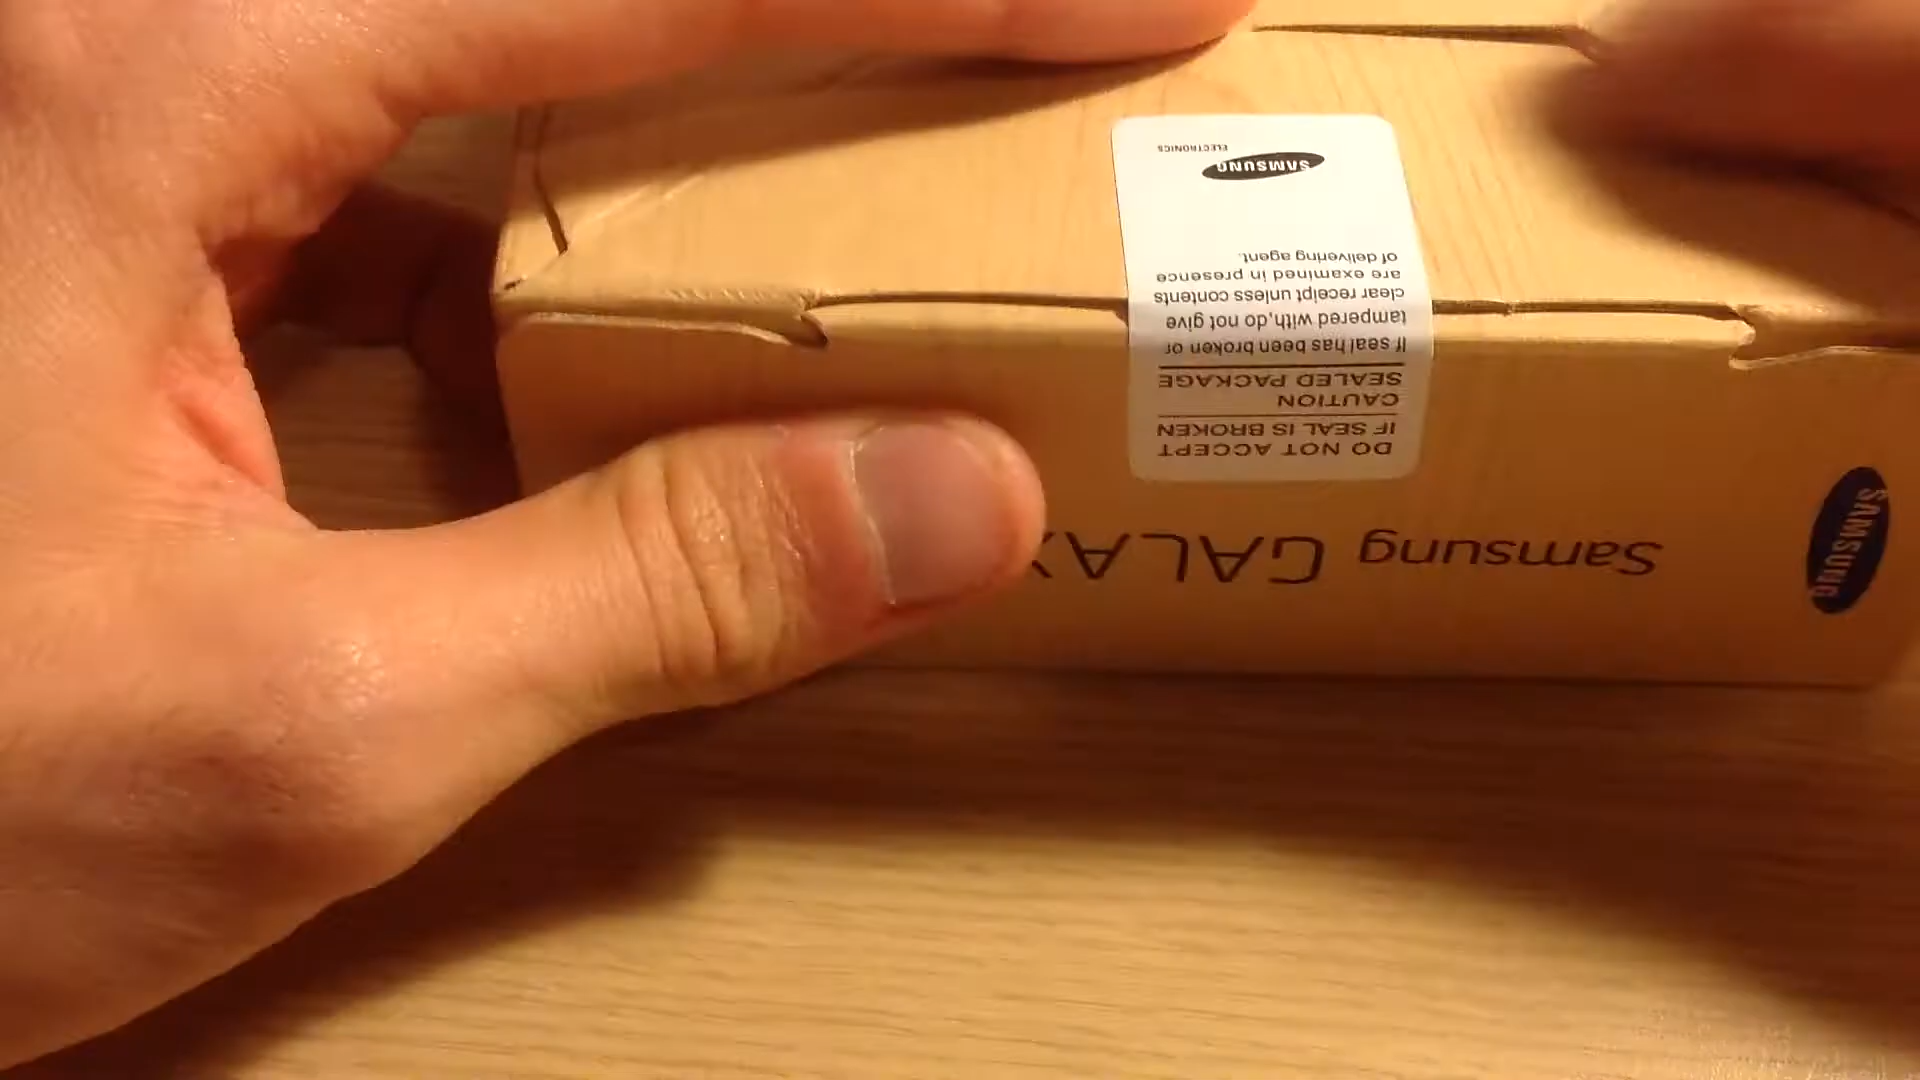 DO NOT ACCEPT
IF SEAL IS BROKEN
CAUTION
SEALED PACKAGE
If seal has been broken or
tampered with,do not give
clear receipt unless contents
are examined in presence
of delivering agent.
SAMSUNG
ELECTRONICS
SAMSUNG
Samsung GALAX